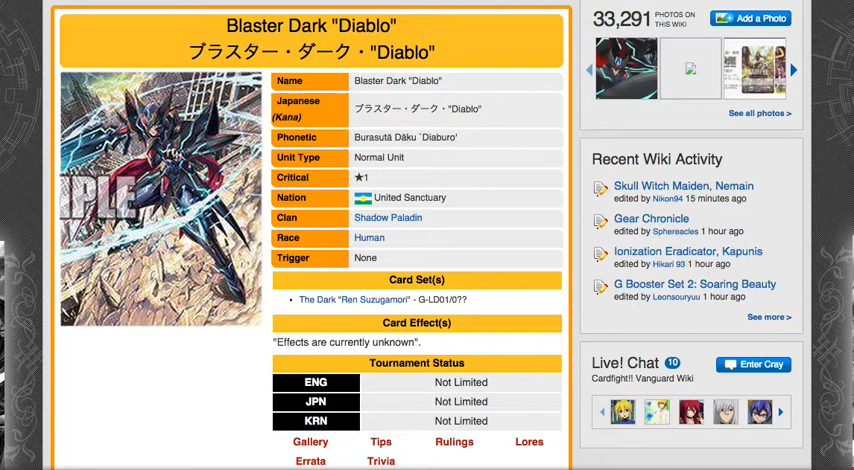 Blaster Dark "Diablo"
ブラスター・ダーク・"Diablo"
Name Blaster Dark "Diablo"
Japanese (Kana) ブラスター・ダーク・"Diablo"
Phonetic Burasutā Dāku `Diaburo'
Unit Type Normal Unit
Critical ★1
Nation United Sanctuary
Clan Shadow Paladin
Race Human
Trigger None
Card Set(s)
• The Dark "Ren Suzugamori" - G-LD01/0??
Card Effect(s)
"Effects are currently unknown".
Tournament Status
ENG Not Limited
JPN Not Limited
KRN Not Limited
Gallery Tips Rulings Lores
Errata Trivia
33,291 PHOTOS ON THIS WIKI
Add a Photo
See all photos >
Recent Wiki Activity
Skull Witch Maiden, Nemain
edited by Nikon94 15 minutes ago
Gear Chronicle
edited by Sphereacles 1 hour ago
Ionization Eradicator, Kapunis
edited by Hikari 93 1 hour ago
G Booster Set 2: Soaring Beauty
edited by Leonsouryuu 1 hour ago
See more >
Live! Chat 10
Enter Cray
Cardfight!! Vanguard Wiki